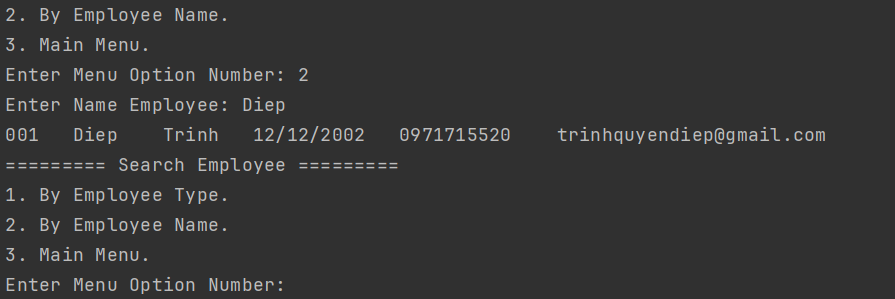 2. By Employee Name.
3. Main Menu.
Enter Menu Option Number: 2
Enter Name Employee: Diep
001   Diep    Trinh   12/12/2002   0971715520    trinhquyendiep@gmail.com
========= Search Employee =========
1. By Employee Type.
2. By Employee Name.
3. Main Menu.
Enter Menu Option Number: